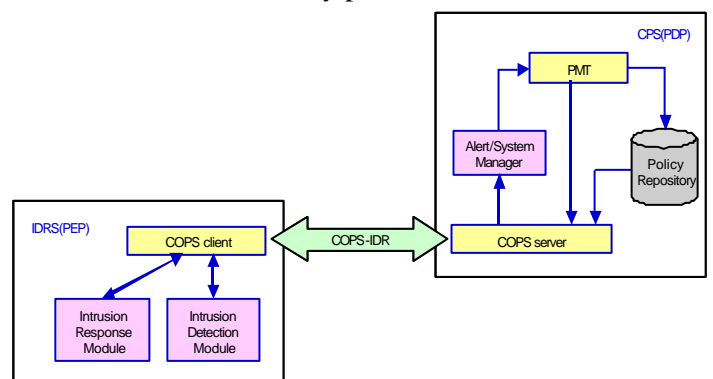 CPS(PDP)
PMT
Alert/System
Manager
Policy
Repository
IDRS(PEP)
COPS client
COPS-IDR
COPS server
Intrusion
Response
Module
Intrusion
Detection
Module